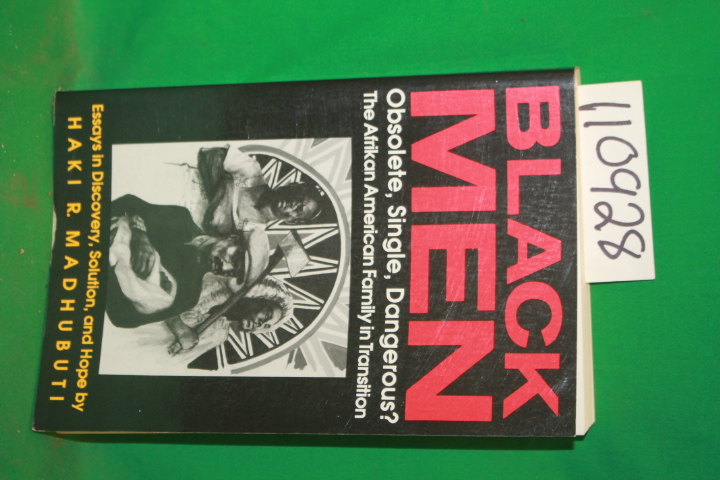 BLACK
MEN
Obsolete, Single, Dangerous?
The Afrikan American Family in Transition
Essays in Discovery, Solution, and Hope by
HAKI R. MADHUBUTI
110928